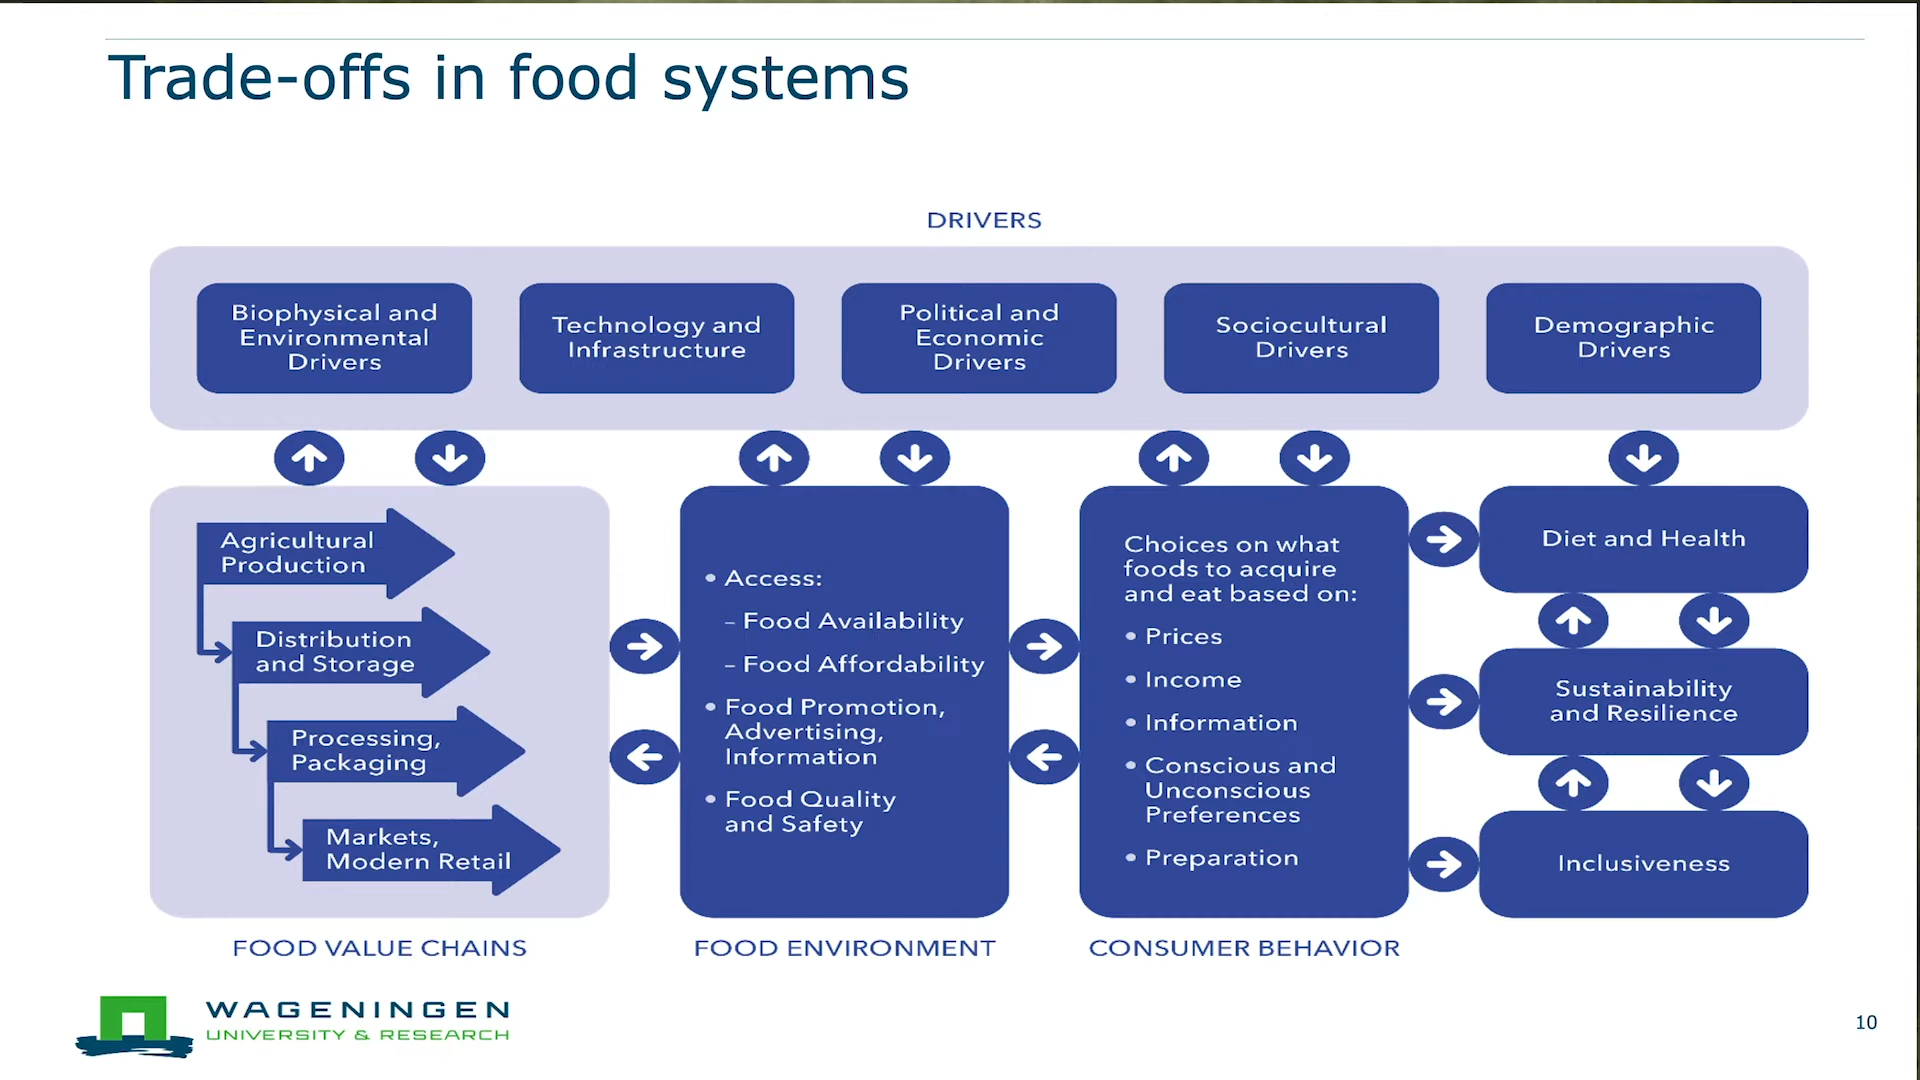 Trade-offs in food systems
DRIVERS
Biophysical and
Environmental
Drivers
Technology and
Infrastructure
Political and
Economic
Drivers
Sociocultural
Drivers
Demographic
Drivers
Agricultural
Production
Distribution
and Storage
Processing,
Packaging
Markets,
Modern Retail
FOOD VALUE CHAINS
• Access:
– Food Availability
– Food Affordability
• Food Promotion,
Advertising,
Information
• Food Quality
and Safety
FOOD ENVIRONMENT
Choices on what
foods to acquire
and eat based on:
• Prices
• Income
• Information
• Conscious and
Unconscious
Preferences
• Preparation
CONSUMER BEHAVIOR
Diet and Health
Sustainability
and Resilience
Inclusiveness
WAGENINGEN
UNIVERSITY & RESEARCH
10